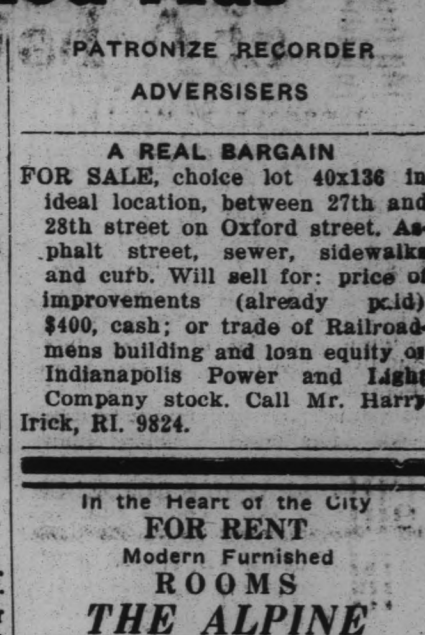 PATRONIZE RECORDER
ADVERSISERS
A REAL BARGAIN
FOR SALE, choice lot 40x136 in
ideal location, between 27th and
28th street on Oxford street. As-
phalt street, sewer, sidewalks
and curb. Will sell for: price of
improvements (already paid)
$400, cash; or trade of Railroad-
mens building and loan equity or
Indianapolis Power and Light
Company stock. Call Mr. Harry
Irick, RI. 9824.
In the Heart of the City
FOR RENT
Modern Furnished
ROOMS
THE ALPINE